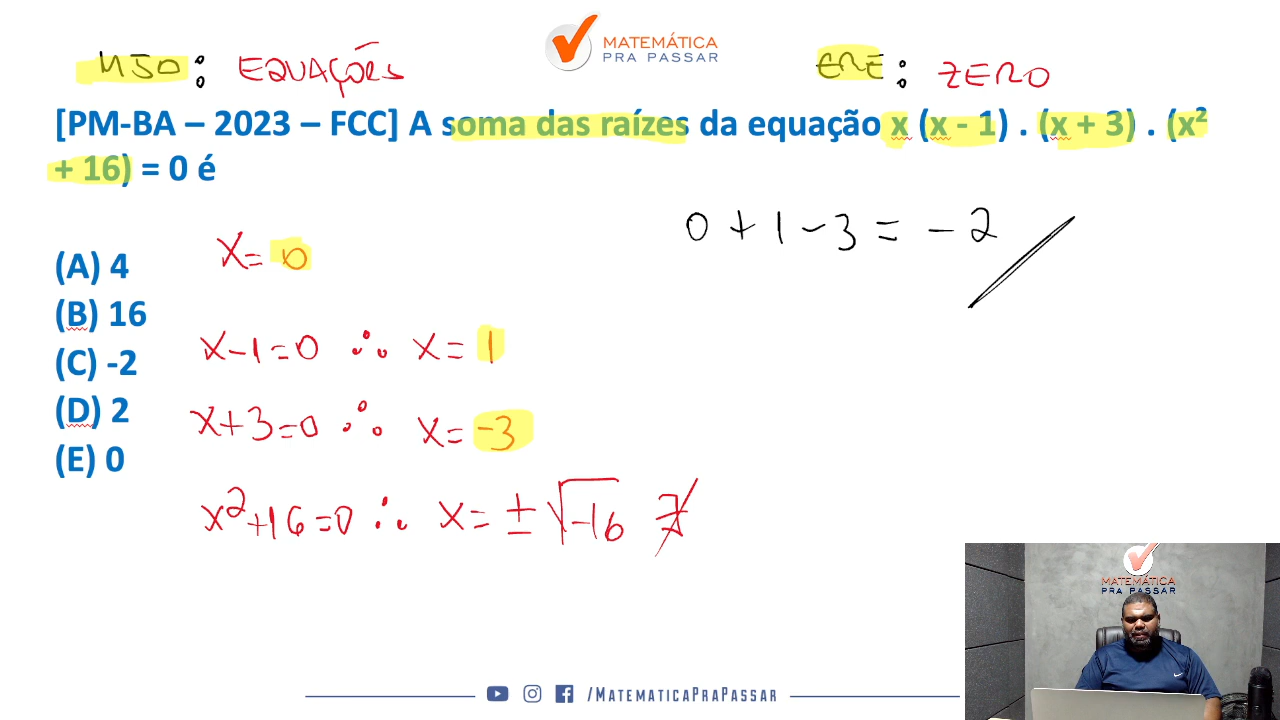 MATEMÁTICA
PRA PASSAR
MJO : EQUAÇÕES
ERE : ZERO
[PM-BA – 2023 – FCC] A soma das raízes da equação x (x - 1) . (x + 3) . (x²
+ 16) = 0 é
0 + 1 - 3 = -2
x = 0
(A) 4
(B) 16
x-1=0 ∴ x = 1
(C) -2
(D) 2
x+3=0 ∴ x = -3
(E) 0
x²+16=0 ∴ x = ± √-16 ∄
MATEMÁTICA
PRA PASSAR
/MATEMATICAPRAPASSAR